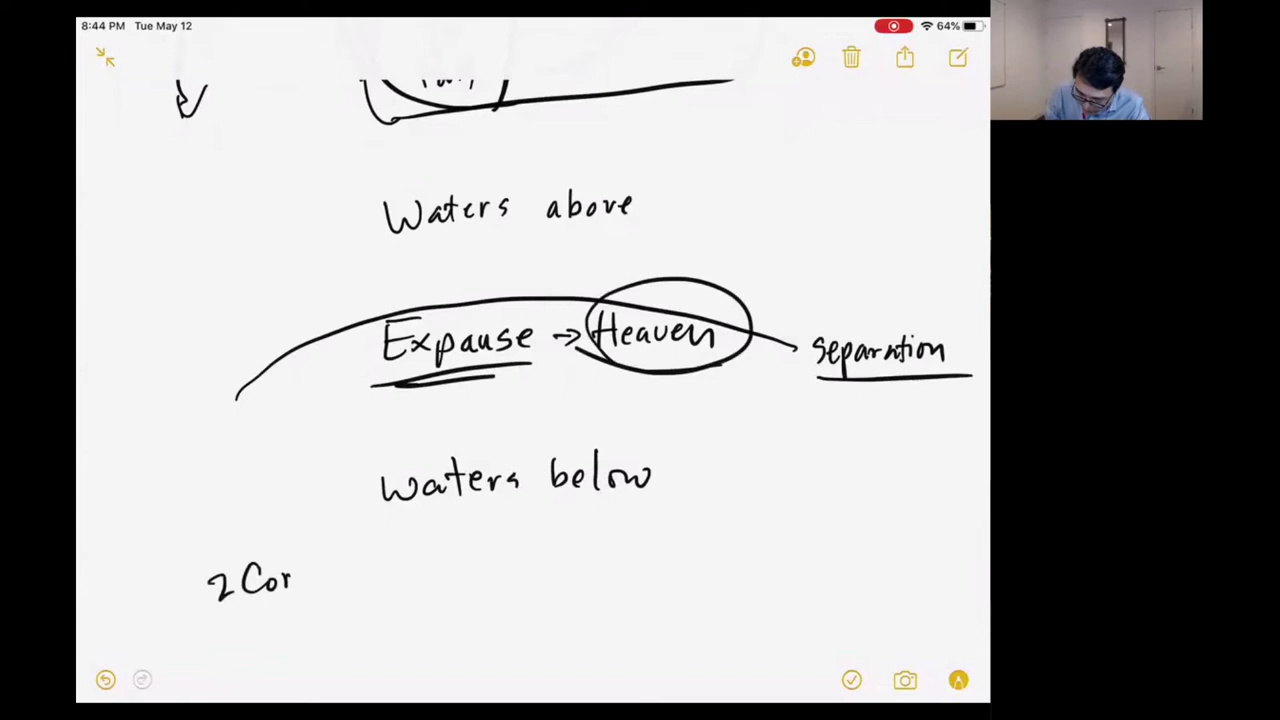 8:44 PM Tue May 12 64%
Waters above
Expanse → Heaven separation
waters below
2 Cor